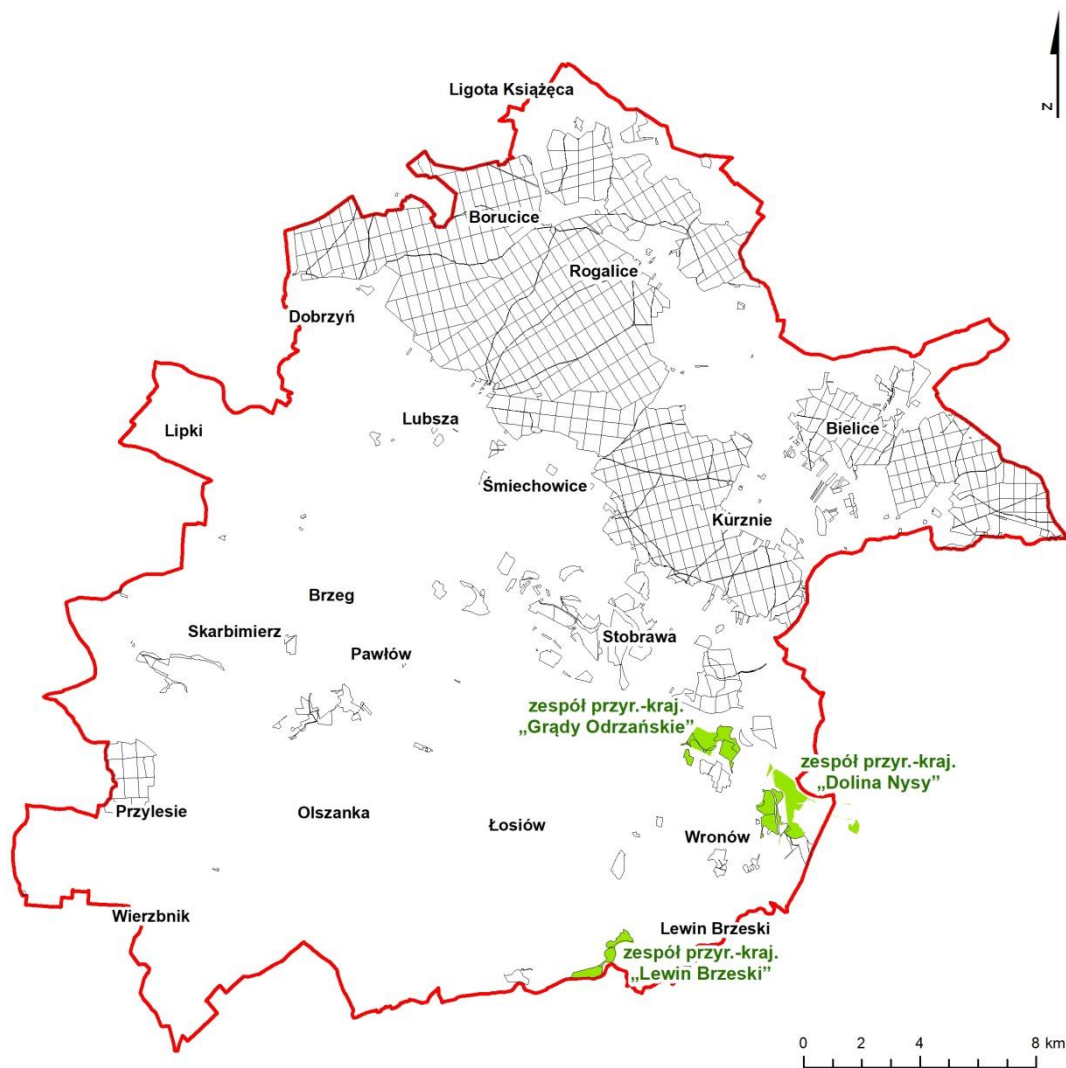 Ligota Książęca
z
Borucice
Rogalice
Dobrzyń
Lubsza
Lipki
Bielice
Śmiechowice
Kurznie
Brzeg
Skarbimierz
Stobrawa
Pawłów
zespół przyr.-kraj.
„Grądy Odrzańskie”
zespół przyr.-kraj.
„Dolina Nysy”
Przylesie
Olszanka
Łosiów
Wronów
Wierzbnik
Lewin Brzeski
zespół przyr.-kraj.
„Lewin Brzeski”
0 2 4 8 km